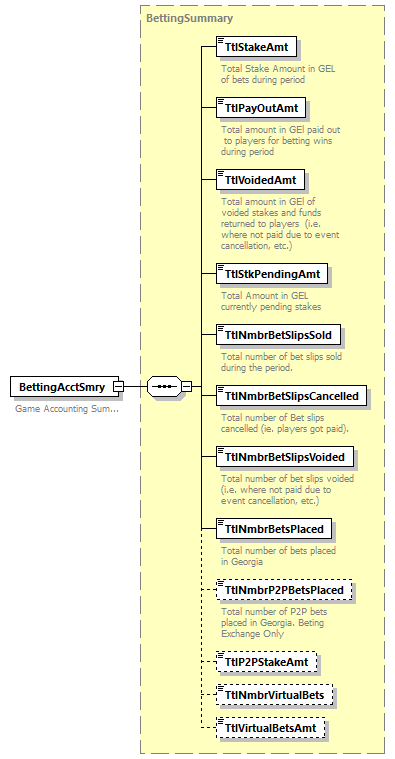 BettingSummary
TtlStakeAmt
Total Stake Amount in GEL
of bets during period
TtlPayOutAmt
Total amount in GEl paid out
to players for betting wins
during period
TtlVoidedAmt
Total amount in GEl of
voided stakes and funds
returned to players (i.e.
where not paid due to event
cancellation, etc.)
TtlStkPendingAmt
Total Amount in GEL
currently pending stakes
TtlNmbrBetSlipsSold
Total number of bet slips sold
during the period.
BettingAcctSmry
Game Accounting Sum...
TtlNmbrBetSlipsCancelled
Total number of Bet slips
cancelled (ie. players got paid).
TtlNmbrBetSlipsVoided
Total number of bet slips voided
(i.e. where not paid due to
event cancellation, etc.)
TtlNmbrBetsPlaced
Total number of bets placed
in Georgia
TtlNmbrP2PBetsPlaced
Total number of P2P bets
placed in Georgia. Beting
Exchange Only
TtlP2PStakeAmt
TtlNmbrVirtualBets
TtlVirtualBetsAmt